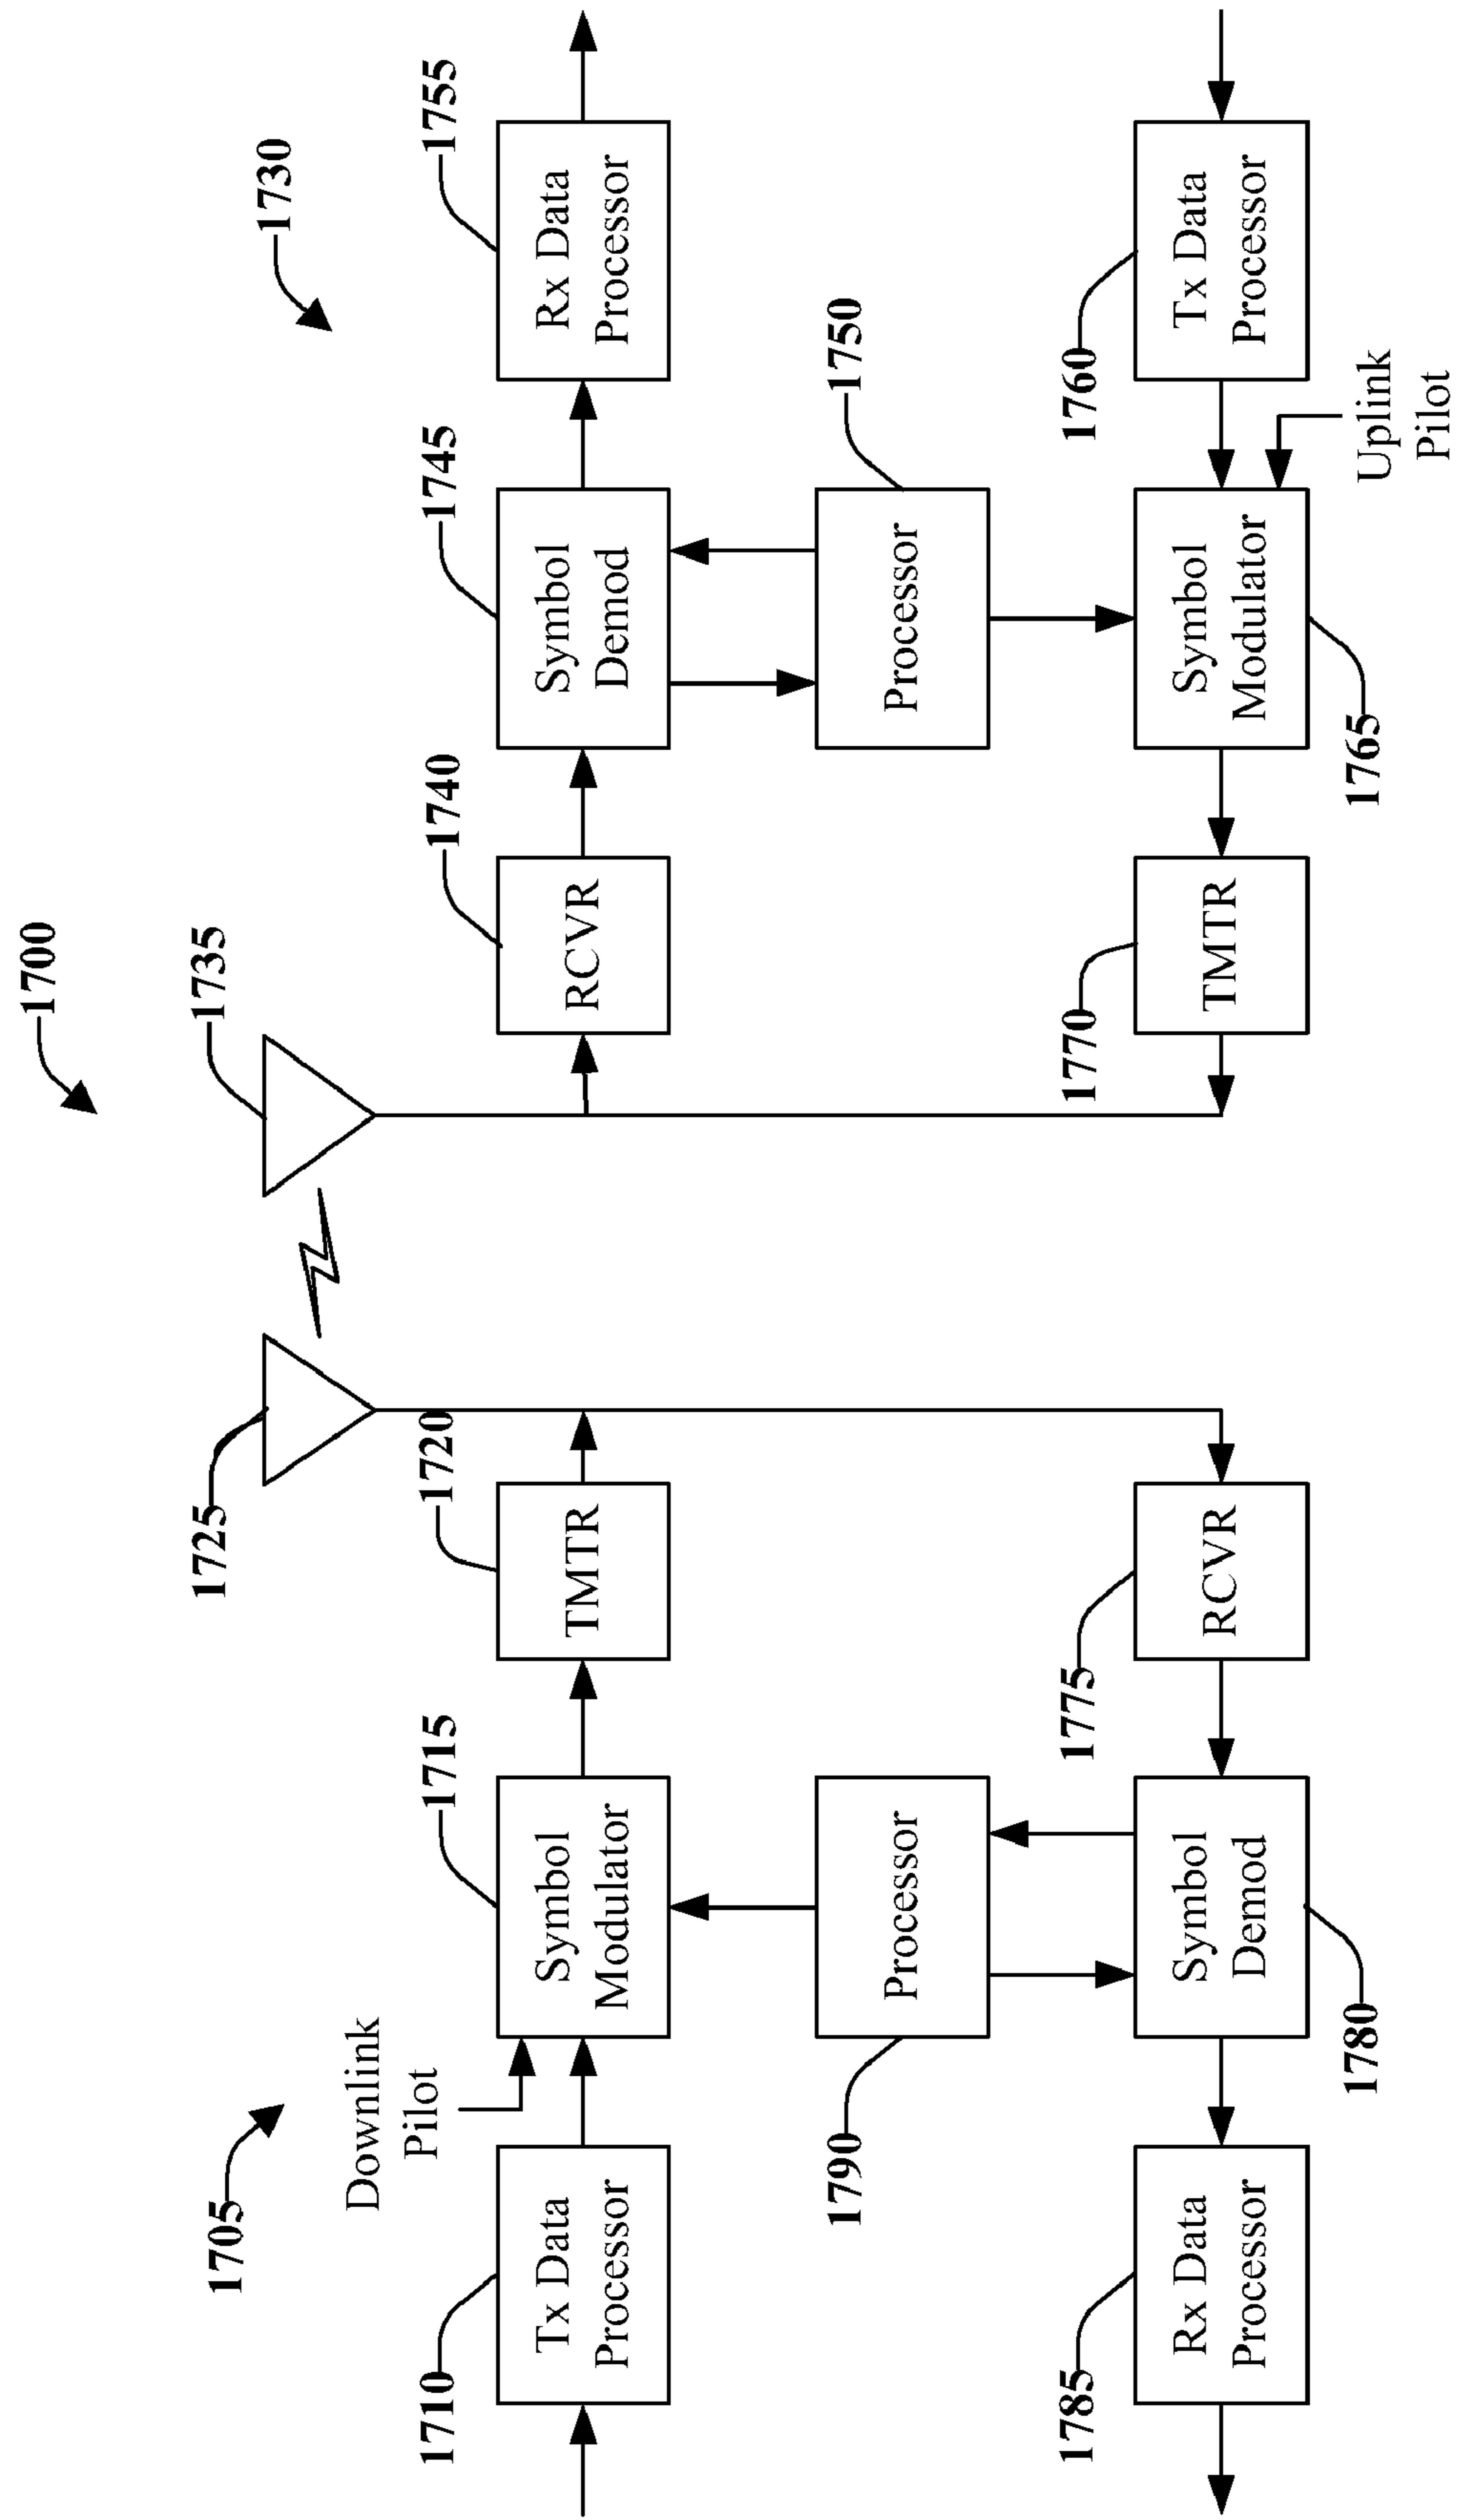 1700
1705
1725
1735
1730
Downlink
Pilot
1710
1715
1720
1740
1745
1755
Tx Data
Processor
Symbol
Modulator
TMTR
RCVR
Symbol
Demod
Rx Data
Processor
1790
1750
Processor
Processor
1785
1775
1770
1760
Rx Data
Processor
Symbol
Demod
RCVR
TMTR
Symbol
Modulator
Tx Data
Processor
1780
1765
Uplink
Pilot